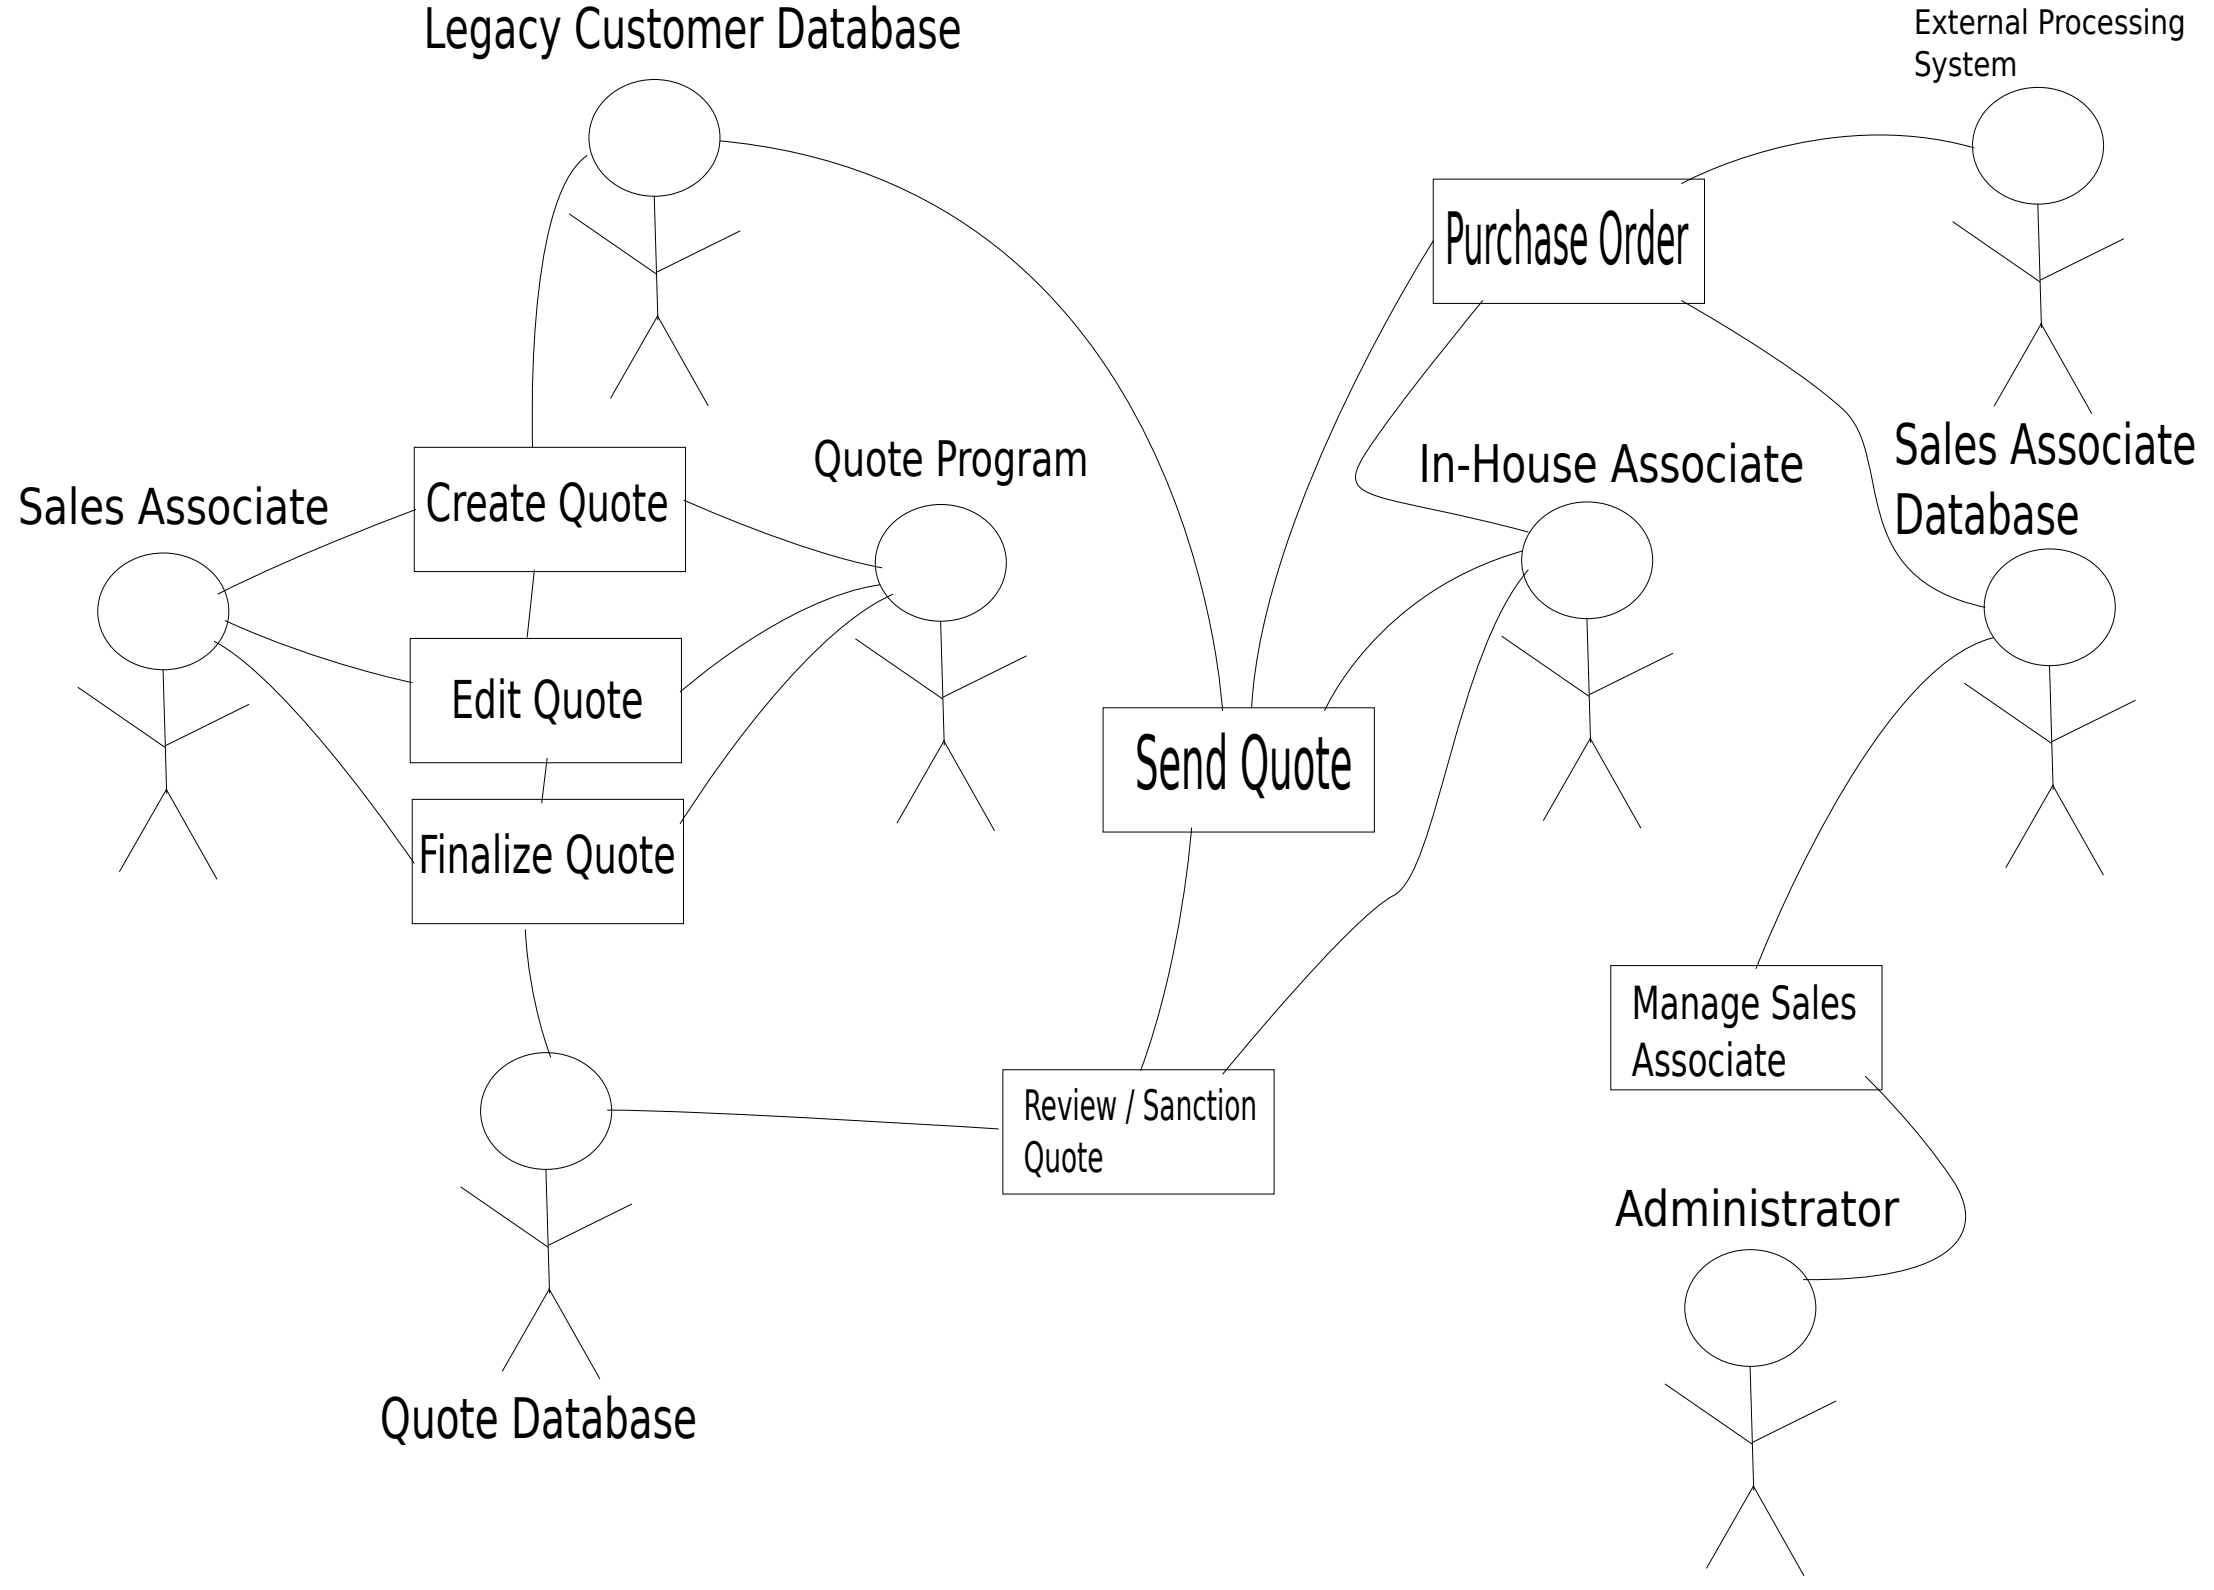 Legacy Customer Database
External Processing
System
Purchase Order
Sales Associate
Create Quote
Quote Program
In-House Associate
Sales Associate
Database
Edit Quote
Send Quote
Finalize Quote
Manage Sales
Associate
Review / Sanction
Quote
Administrator
Quote Database